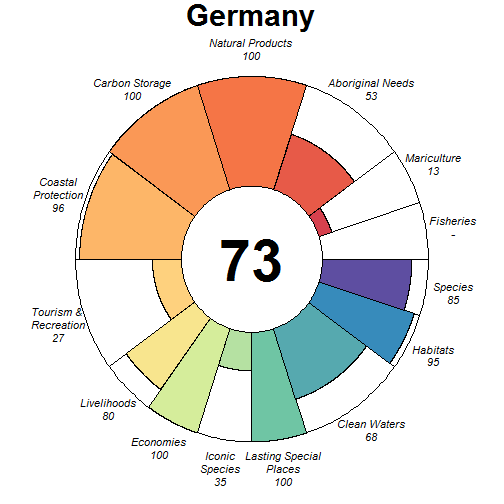 Germany
Natural Products
100
Carbon Storage
100
Aboriginal Needs
53
Mariculture
13
Coastal
Protection
96
Fisheries
-
73
Species
85
Tourism &
Recreation
27
Habitats
95
Livelihoods
80
Clean Waters
68
Economies
100
Iconic
Species
35
Lasting Special
Places
100